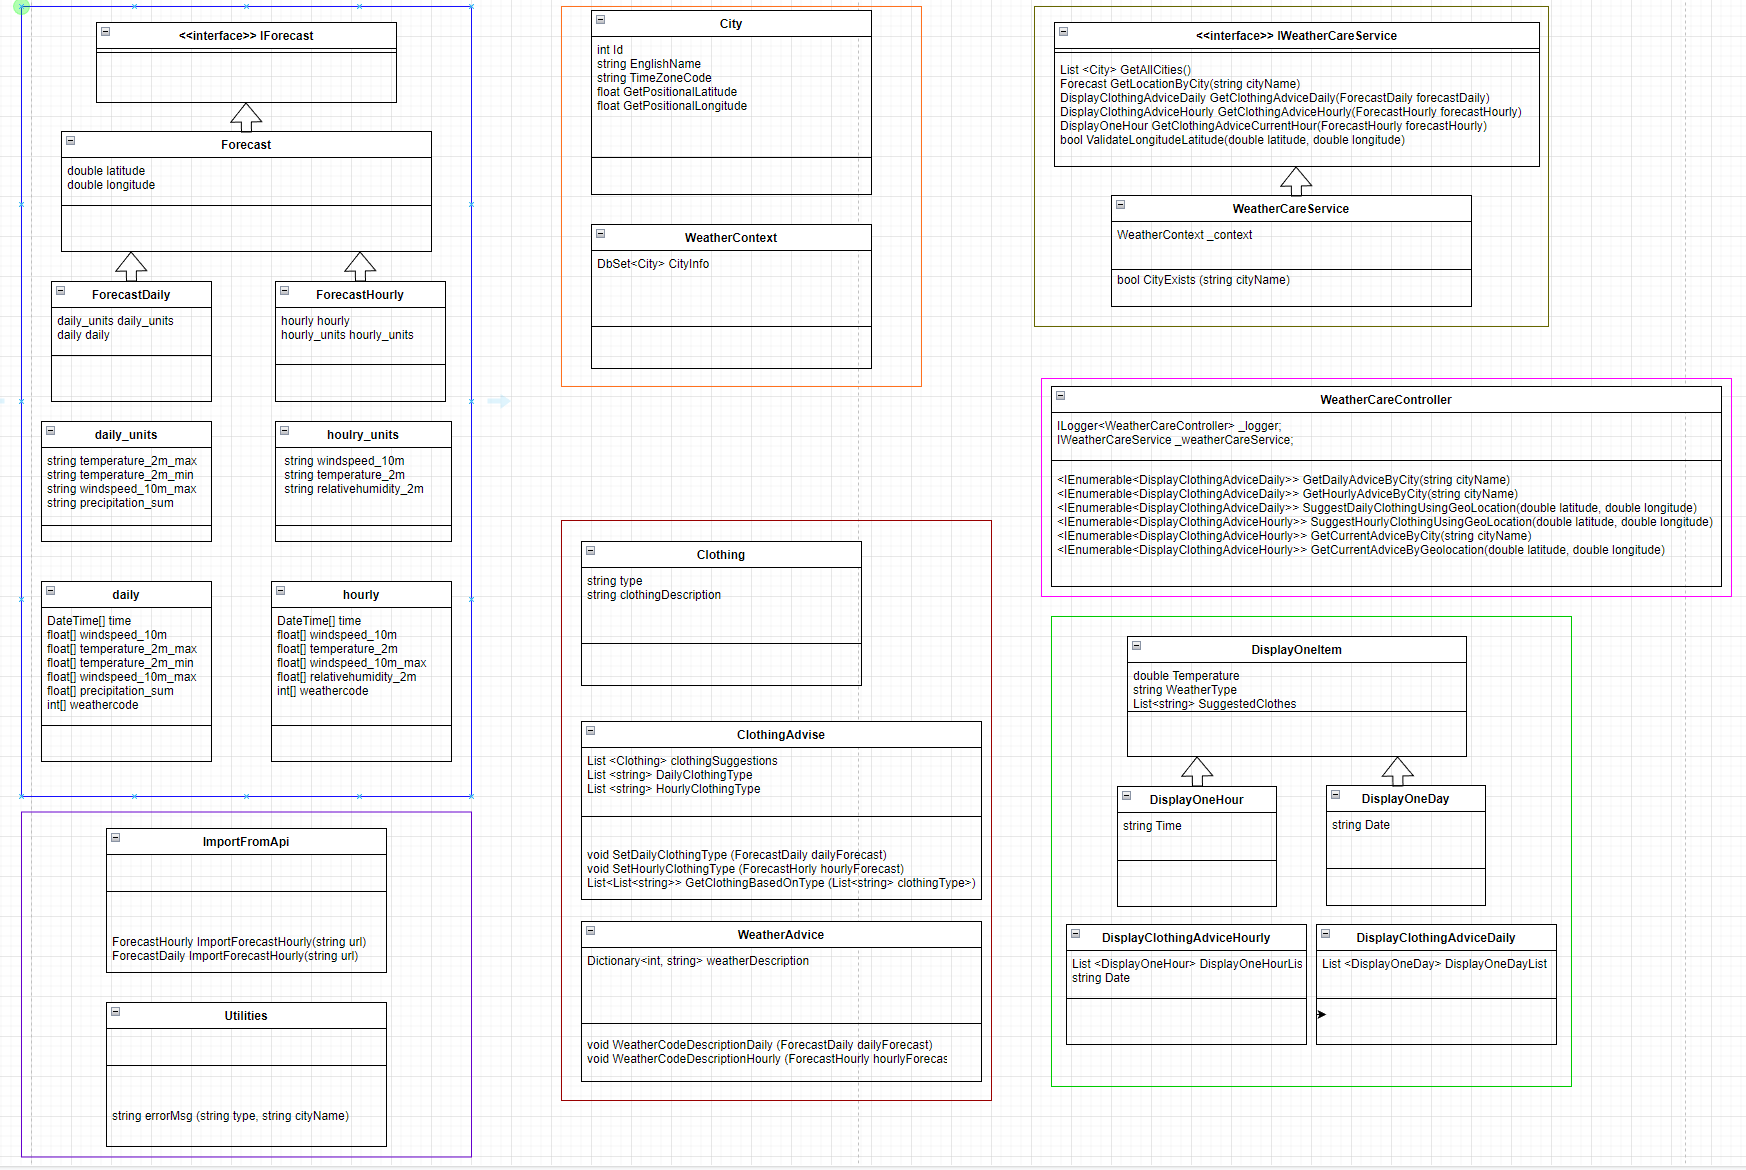 <<interface>> IForecast
Forecast
double latitude
double longitude
ForecastDaily
daily_units daily_units
daily daily
ForecastHourly
hourly hourly
hourly_units hourly_units
daily_units
string temperature_2m_max
string temperature_2m_min
string windspeed_10m_max
string precipitation_sum
houlry_units
string windspeed_10m
string temperature_2m
string relativehumidity_2m
daily
DateTime[] time
float[] windspeed_10m
float[] temperature_2m_max
float[] temperature_2m_min
float[] windspeed_10m_max
float[] precipitation_sum
int[] weathercode
hourly
DateTime[] time
float[] windspeed_10m
float[] temperature_2m
float[] windspeed_10m_max
float[] relativehumidity_2m
int[] weathercode
ImportFromApi
ForecastHourly ImportForecastHourly(string url)
ForecastDaily ImportForecastHourly(string url)
Utilities
string errorMsg (string type, string cityName)
City
int Id
string EnglishName
string TimeZoneCode
float GetPositionalLatitude
float GetPositionalLongitude
WeatherContext
DbSet<City> CityInfo
Clothing
string type
string clothingDescription
ClothingAdvise
List <Clothing> clothingSuggestions
List <string> DailyClothingType
List <string> HourlyClothingType
void SetDailyClothingType (ForecastDaily dailyForecast)
void SetHourlyClothingType (ForecastHorly hourlyForecast)
List<List<string>> GetClothingBasedOnType (List<string> clothingType>)
WeatherAdvice
Dictionary<int, string> weatherDescription
void WeatherCodeDescriptionDaily (ForecastDaily dailyForecast)
void WeatherCodeDescriptionHourly (ForecastHourly hourlyForecas
<<interface>> IWeatherCareService
List <City> GetAllCities()
Forecast GetLocationByCity(string cityName)
DisplayClothingAdviceDaily GetClothingAdviceDaily(ForecastDaily forecastDaily)
DisplayClothingAdviceHourly GetClothingAdviceHourly(ForecastHourly forecastHourly)
DisplayOneHour GetClothingAdviceCurrentHour(ForecastHourly forecastHourly)
bool ValidateLongitudeLatitude(double latitude, double longitude)
WeatherCareService
WeatherContext _context
bool CityExists (string cityName)
WeatherCareController
ILogger<WeatherCareController> _logger;
IWeatherCareService _weatherCareService;
<IEnumerable<DisplayClothingAdviceDaily>> GetDailyAdviceByCity(string cityName)
<IEnumerable<DisplayClothingAdviceDaily>> GetHourlyAdviceByCity(string cityName)
<IEnumerable<DisplayClothingAdviceDaily>> SuggestDailyClothingUsingGeoLocation(double latitude, double longitude)
<IEnumerable<DisplayClothingAdviceHourly>> SuggestHourlyClothingUsingGeoLocation(double latitude, double longitude)
<IEnumerable<DisplayClothingAdviceHourly>> GetCurrentAdviceByCity(string cityName)
<IEnumerable<DisplayClothingAdviceHourly>> GetCurrentAdviceByGeolocation(double latitude, double longitude)
DisplayOneItem
double Temperature
string WeatherType
List<string> SuggestedClothes
DisplayOneHour
string Time
DisplayOneDay
string Date
DisplayClothingAdviceHourly
List <DisplayOneHour> DisplayOneHourLis
string Date
DisplayClothingAdviceDaily
List <DisplayOneDay> DisplayOneDayList